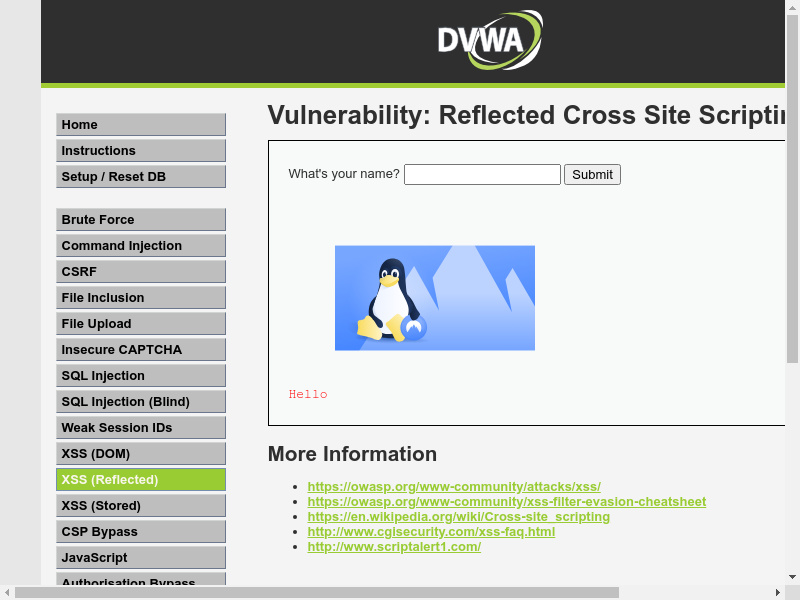 DVWA
Home
Instructions
Setup / Reset DB
Brute Force
Command Injection
CSRF
File Inclusion
File Upload
Insecure CAPTCHA
SQL Injection
SQL Injection (Blind)
Weak Session IDs
XSS (DOM)
XSS (Reflected)
XSS (Stored)
CSP Bypass
JavaScript
Authorisation Bypass
Vulnerability: Reflected Cross Site Scriptin
What's your name? Submit
Hello
More Information
https://owasp.org/www-community/attacks/xss/
https://owasp.org/www-community/xss-filter-evasion-cheatsheet
https://en.wikipedia.org/wiki/Cross-site_scripting
http://www.cgisecurity.com/xss-faq.html
http://www.scriptalert1.com/